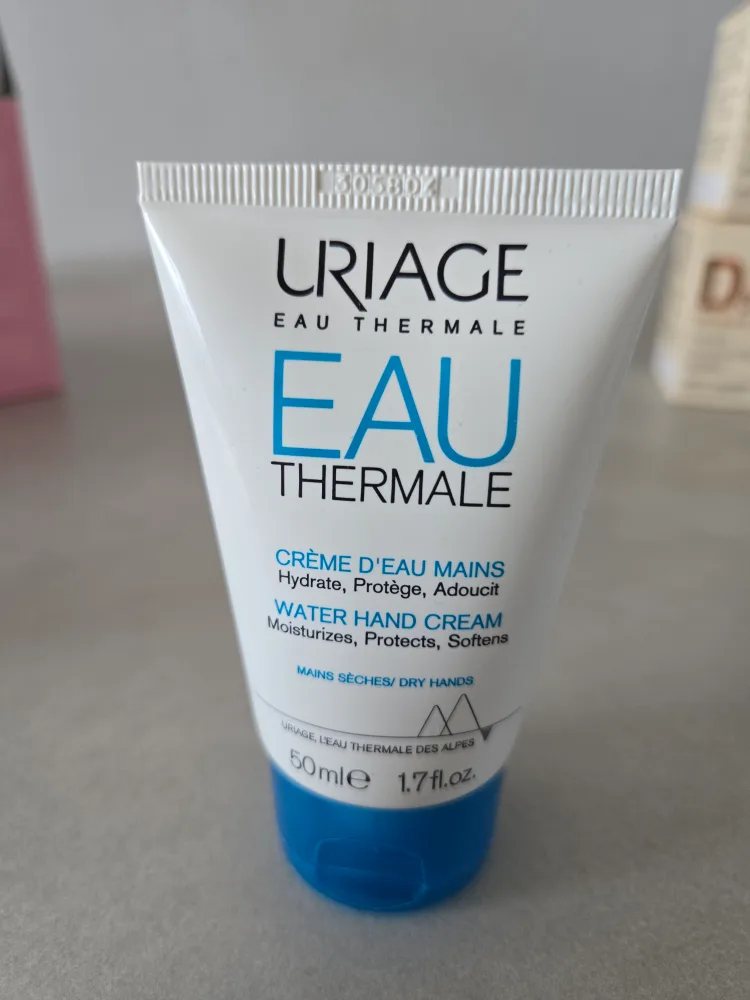 305802
URIAGE
EAU THERMALE
EAU
THERMALE
CRÈME D'EAU MAINS
Hydrate, Protège, Adoucit
WATER HAND CREAM
Moisturizes, Protects, Softens
MAINS SÈCHES/ DRY HANDS
URIAGE, L'EAU THERMALE DES ALPES
50ml℮ 1.7fl.oz.
D